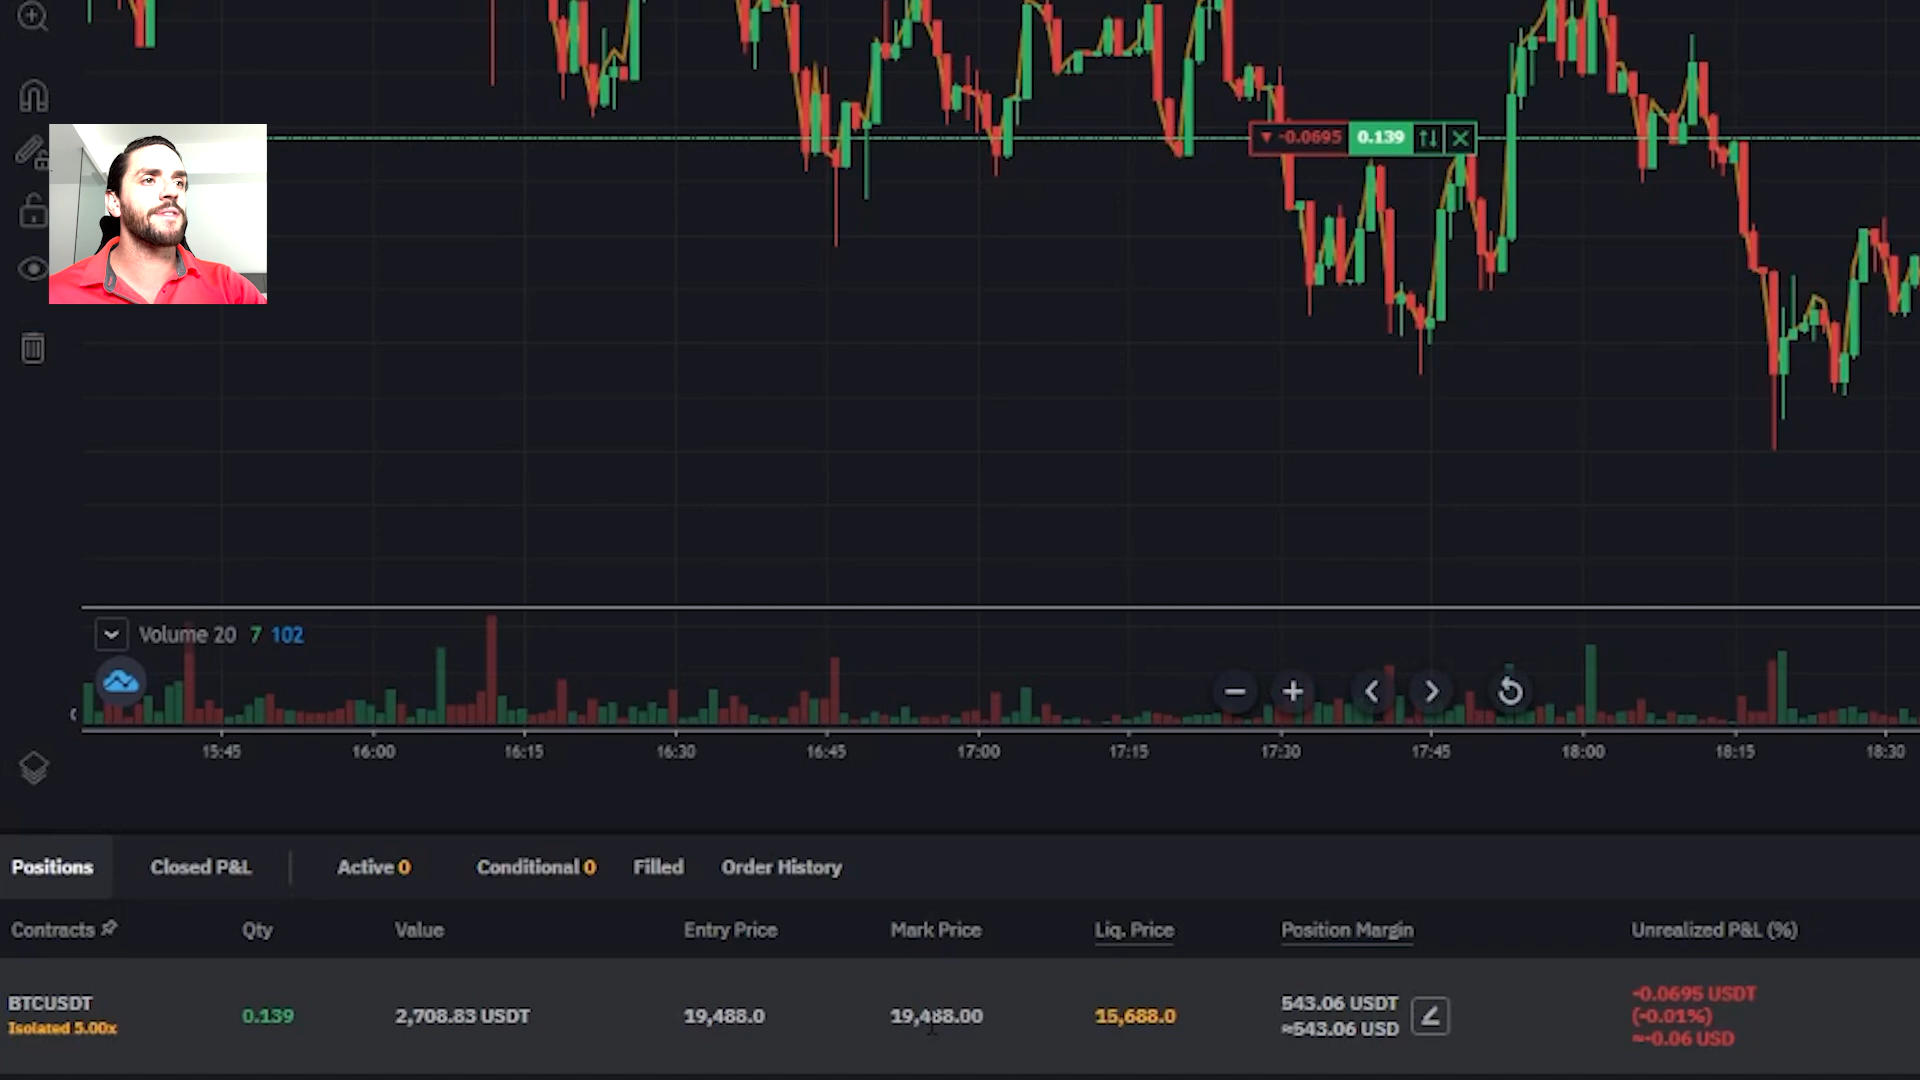 ▼ -0.0695 0.139
Volume 20 7 102
15:45 16:00 16:15 16:30 16:45 17:00 17:15 17:30 17:45 18:00 18:15 18:30
Positions Closed P&L Active 0 Conditional 0 Filled Order History
Contracts Qty Value Entry Price Mark Price Liq. Price Position Margin Unrealized P&L (%)
BTCUSDT
Isolated 5.00x
0.139 2,708.83 USDT 19,488.0 19,488.00 15,688.0
543.06 USDT
≈543.06 USD
-0.0695 USDT
(-0.01%)
≈-0.06 USD